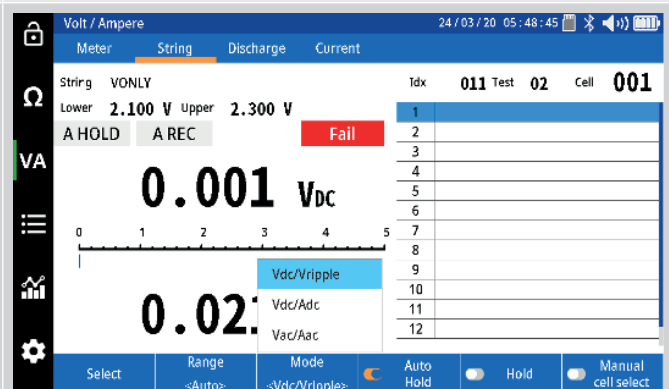 Volt / Ampere
24/03/20 05:48:45
Meter String Discharge Current
String VONLY
Tdx 011 Test 02 Cell 001
Lower 2.100 V Upper 2.300 V
A HOLD A REC Fail
Ω
VA
0.001 VDC
0 1 2 3 4 5
1
2
3
4
5
6
7
8
9
10
11
12
Vdc/Vripple
Vdc/Adc
Vac/Aac
Select
Range
<Auto>
Mode
<Vdc/Vripple>
Auto
Hold
Hold
Manual
cell select